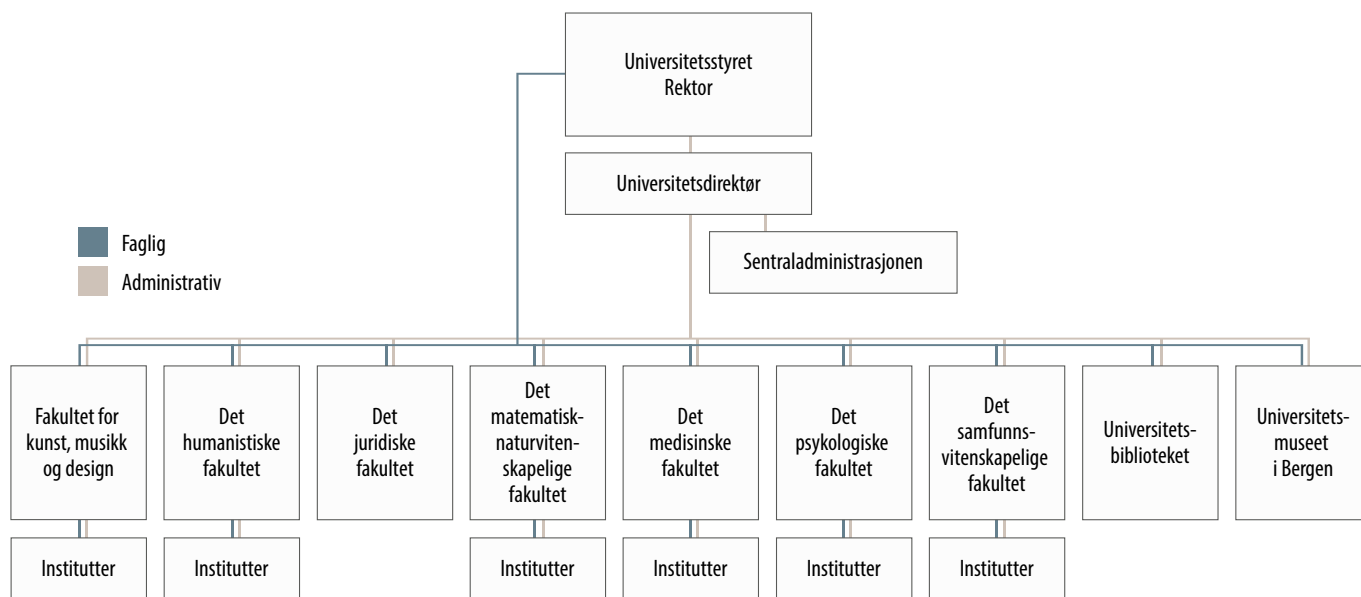 Universitetsstyret
Rektor
Universitetsdirektør
Faglig
Sentraladministrasjonen
Administrativ
Fakultet for
kunst, musikk
og design
Det
humanistiske
fakultet
Det
juridiske
fakultet
Det
matematisk-
naturviten-
skapelige
fakultet
Det
medisinske
fakultet
Det
psykologiske
fakultet
Det
samfunns-
vitenskapelige
fakultet
Universitets-
biblioteket
Universitets-
museet
i Bergen
Institutter
Institutter
Institutter
Institutter
Institutter
Institutter